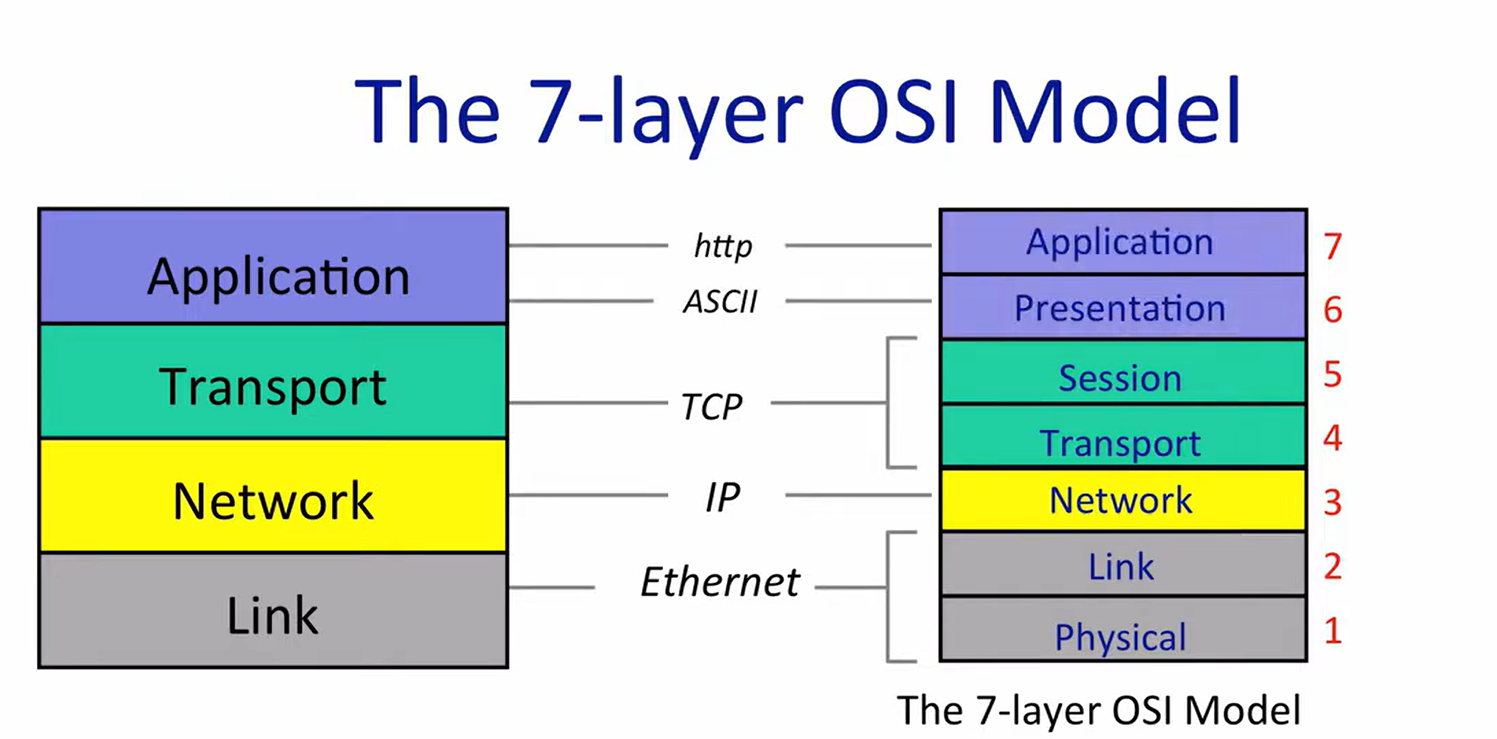 The 7-layer OSI Model
Application
Transport
Network
Link
http
ASCII
TCP
IP
Ethernet
Application 7
Presentation 6
Session 5
Transport 4
Network 3
Link 2
Physical 1
The 7-layer OSI Model